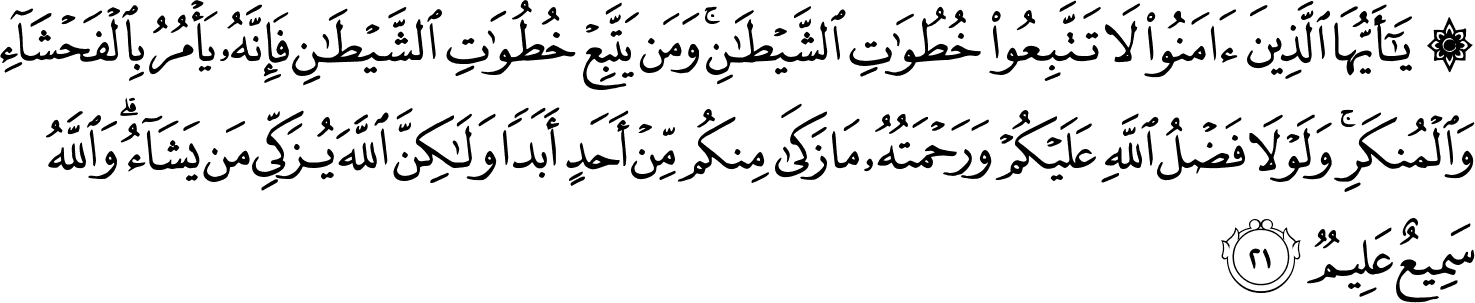 ۞ يَـٰٓأَيُّهَا ٱلَّذِينَ ءَامَنُوا۟ لَا تَتَّبِعُوا۟ خُطُوَٰتِ ٱلشَّيْطَـٰنِ ۚ وَمَن يَتَّبِعْ خُطُوَٰتِ ٱلشَّيْطَـٰنِ فَإِنَّهُۥ يَأْمُرُ بِٱلْفَحْشَآءِ
وَٱلْمُنكَرِ ۚ وَلَوْلَا فَضْلُ ٱللَّهِ عَلَيْكُمْ وَرَحْمَتُهُۥ مَا زَكَىٰ مِنكُم مِّنْ أَحَدٍ أَبَدًا وَلَـٰكِنَّ ٱللَّهَ يُزَكِّى مَن يَشَآءُ ۗ وَٱللَّهُ
سَمِيعٌ عَلِيمٌ ٢١